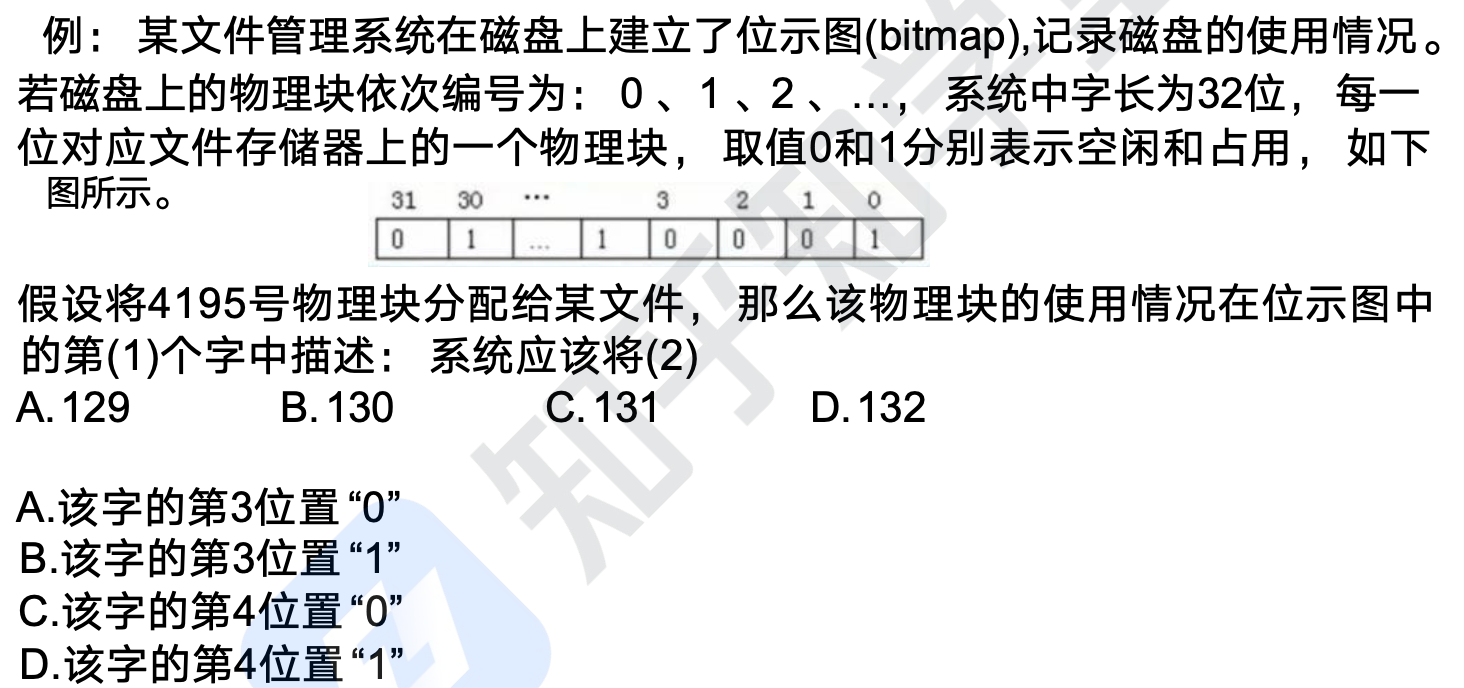 例： 某文件管理系统在磁盘上建立了位示图(bitmap),记录磁盘的使用情况。
若磁盘上的物理块依次编号为： 0 、1 、2 、…， 系统中字长为32位， 每一
位对应文件存储器上的一个物理块， 取值0和1分别表示空闲和占用， 如下
图所示。
31 30 … 3 2 1 0
0 1 … 1 0 0 0 1
假设将4195号物理块分配给某文件， 那么该物理块的使用情况在位示图中
的第(1)个字中描述： 系统应该将(2)
A. 129 B. 130 C. 131 D. 132
A.该字的第3位置“0”
B.该字的第3位置“1”
C.该字的第4位置“0”
D.该字的第4位置“1”
知乎知学堂